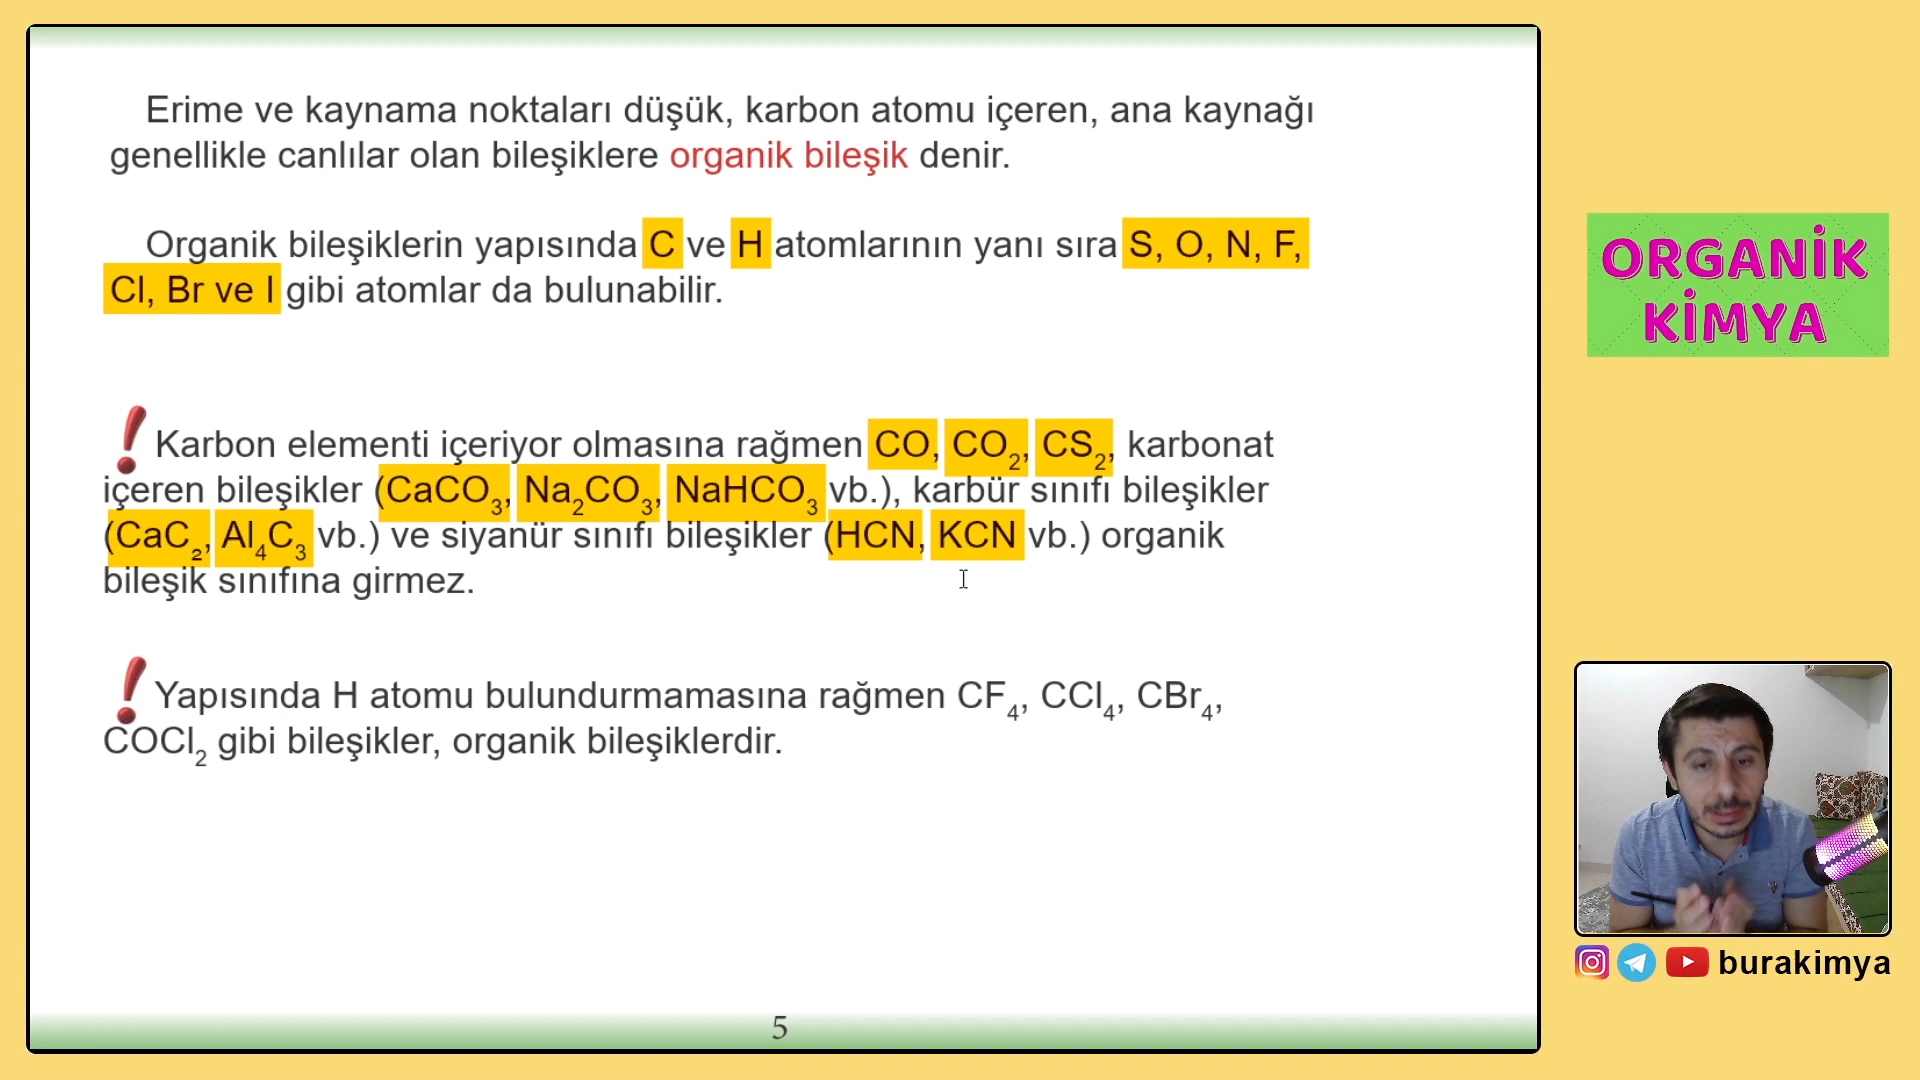 Erime ve kaynama noktaları düşük, karbon atomu içeren, ana kaynağı
genellikle canlılar olan bileşiklere organik bileşik denir.
Organik bileşiklerin yapısında C ve H atomlarının yanı sıra S, O, N, F,
Cl, Br ve I gibi atomlar da bulunabilir.
! Karbon elementi içeriyor olmasına rağmen CO, CO₂, CS₂, karbonat
içeren bileşikler (CaCO₃, Na₂CO₃, NaHCO₃ vb.), karbür sınıfı bileşikler
(CaC₂, Al₄C₃ vb.) ve siyanür sınıfı bileşikler (HCN, KCN vb.) organik
bileşik sınıfına girmez.
! Yapısında H atomu bulundurmamasına rağmen CF₄, CCl₄, CBr₄,
COCl₂ gibi bileşikler, organik bileşiklerdir.
5
ORGANİK
KİMYA
burakimya